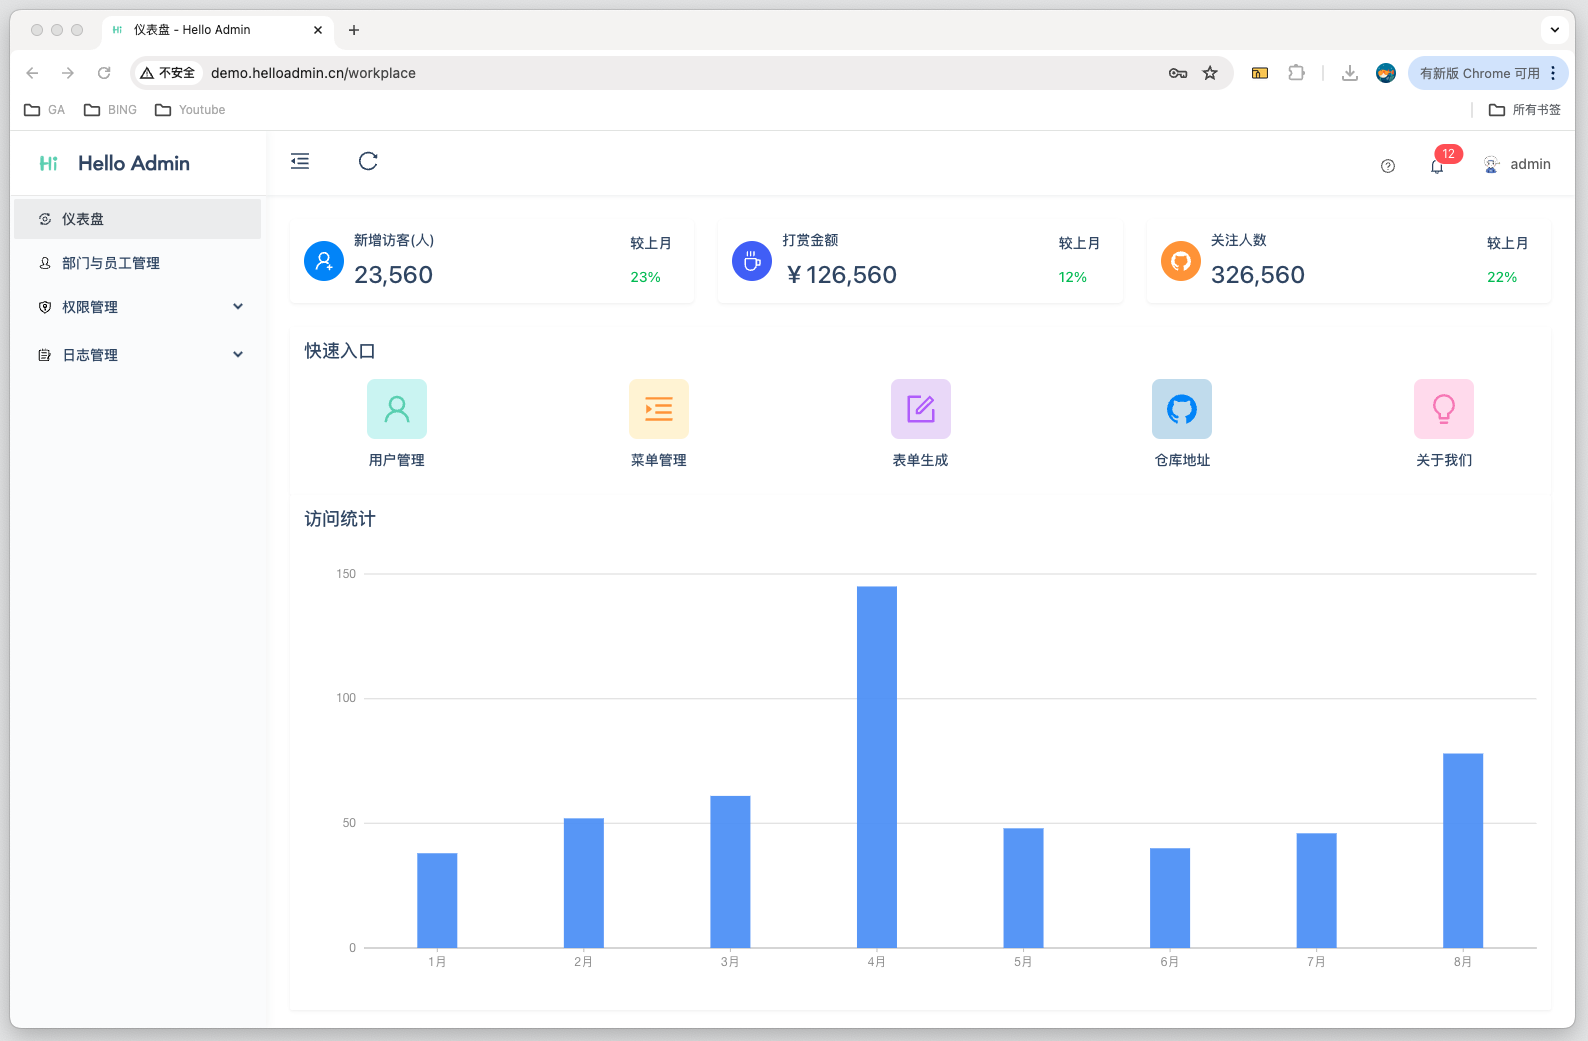 Hi 仪表盘 - Hello Admin
不安全 demo.helloadmin.cn/workplace 有新版 Chrome 可用
GA BING Youtube 所有书签
Hi Hello Admin
12
admin
仪表盘
部门与员工管理
权限管理
日志管理
新增访客(人) 较上月
23,560 23%
打赏金额 较上月
￥126,560 12%
关注人数 较上月
326,560 22%
快速入口
用户管理 菜单管理 表单生成 仓库地址 关于我们
访问统计
150
100
50
0
1月 2月 3月 4月 5月 6月 7月 8月